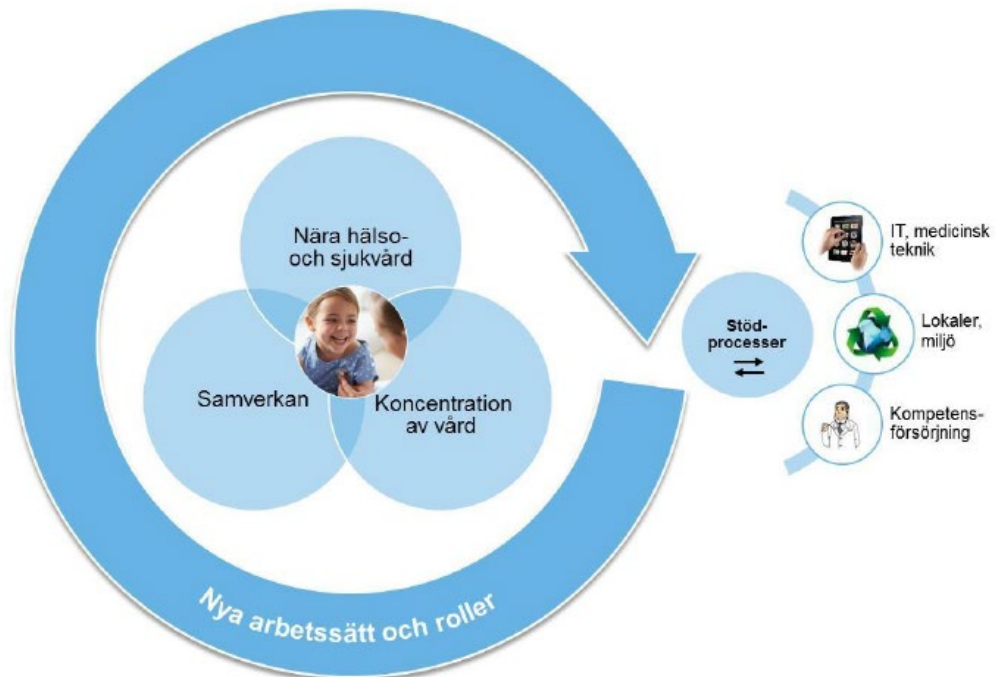 Nära hälso-
och sjukvård
Samverkan
Koncentration
av vård
Nya arbetssätt och roller
Stöd-
processer
IT, medicinsk
teknik
Lokaler,
miljö
Kompetens-
försörjning